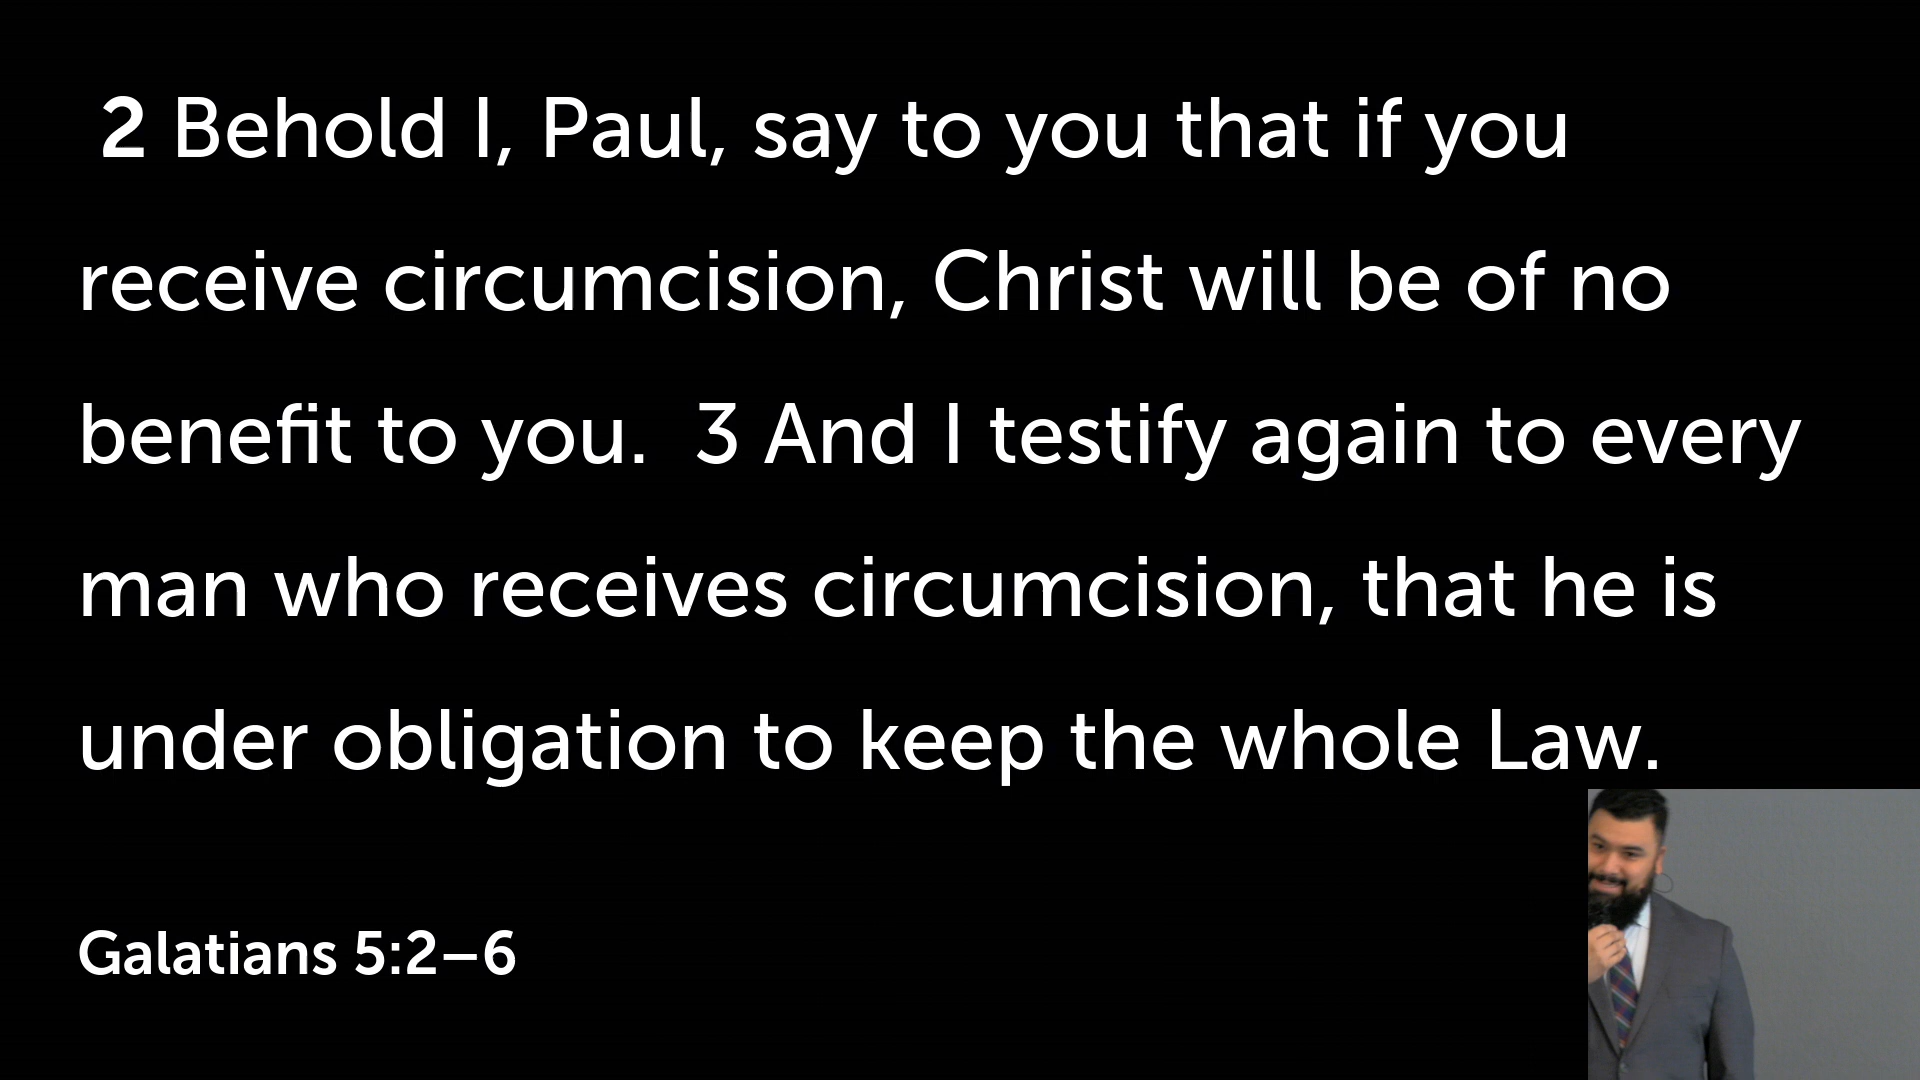 2 Behold I, Paul, say to you that if you
receive circumcision, Christ will be of no
benefit to you.  3 And I testify again to every
man who receives circumcision, that he is
under obligation to keep the whole Law.
Galatians 5:2–6